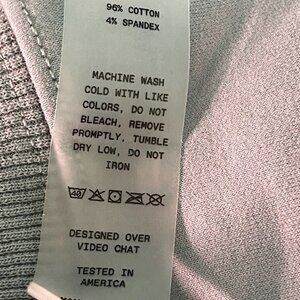 96% COTTON
4% SPANDEX
MACHINE WASH
COLD WITH LIKE
COLORS, DO NOT
BLEACH, REMOVE
PROMPTLY, TUMBLE
DRY LOW, DO NOT
IRON
DESIGNED OVER
VIDEO CHAT
TESTED IN
AMERICA